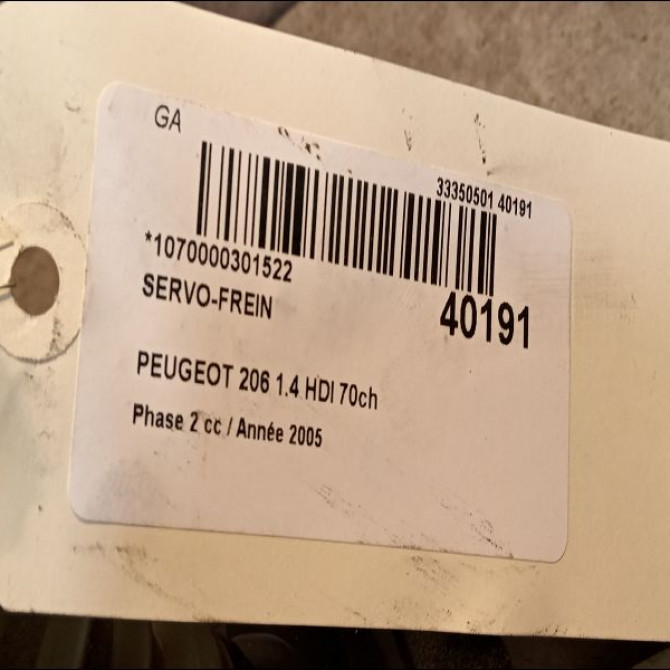 GA
33350501 40191
*1070000301522
SERVO-FREIN
40191
PEUGEOT 206 1.4 HDI 70ch
Phase 2 cc / Année 2005